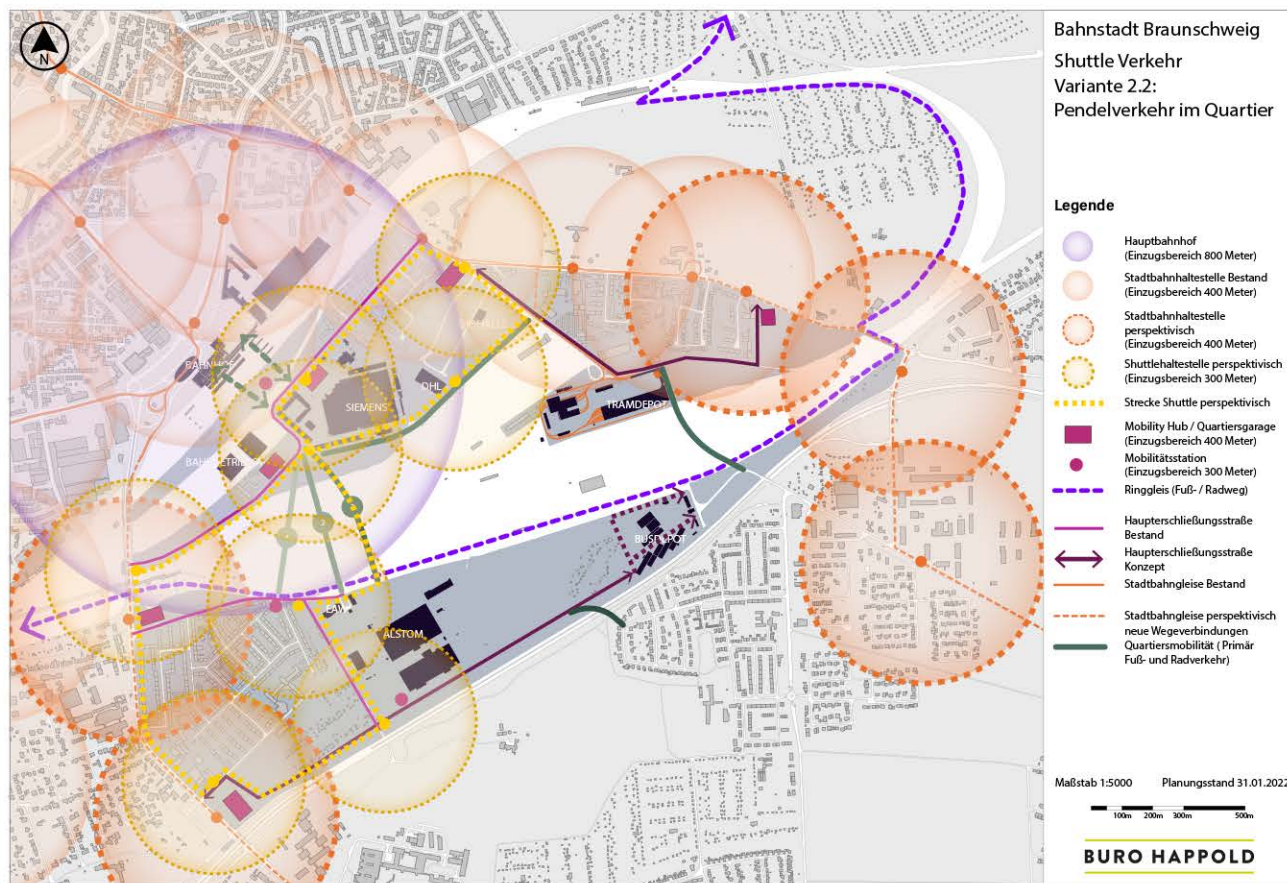 Bahnstadt Braunschweig
Shuttle Verkehr
Variante 2.2:
Pendelverkehr im Quartier
Legende
Hauptbahnhof
(Einzugsbereich 800 Meter)
Stadtbahnhaltestelle Bestand
(Einzugsbereich 400 Meter)
Stadtbahnhaltestelle
perspektivisch
(Einzugsbereich 400 Meter)
Shuttlehaltestelle perspektivisch
(Einzugsbereich 300 Meter)
Strecke Shuttle perspektivisch
Mobility Hub / Quartiersgarage
(Einzugsbereich 400 Meter)
Mobilitätsstation
(Einzugsbereich 300 Meter)
Ringgleis (Fuß- / Radweg)
Haupterschließungsstraße
Bestand
Haupterschließungsstraße
Konzept
Stadtbahngleise Bestand
Stadtbahngleise perspektivisch
neue Wegeverbindungen
Quartiersmobilität ( Primär
Fuß- und Radverkehr)
Maßstab 1:5000 Planungsstand 31.01.2022
100m 200m 300m 500m
BURO HAPPOLD
N
BAHNHOF
DHL
SIEMENS
TRAMDEPOT
BUSDEPOT
EAW
ALSTOM